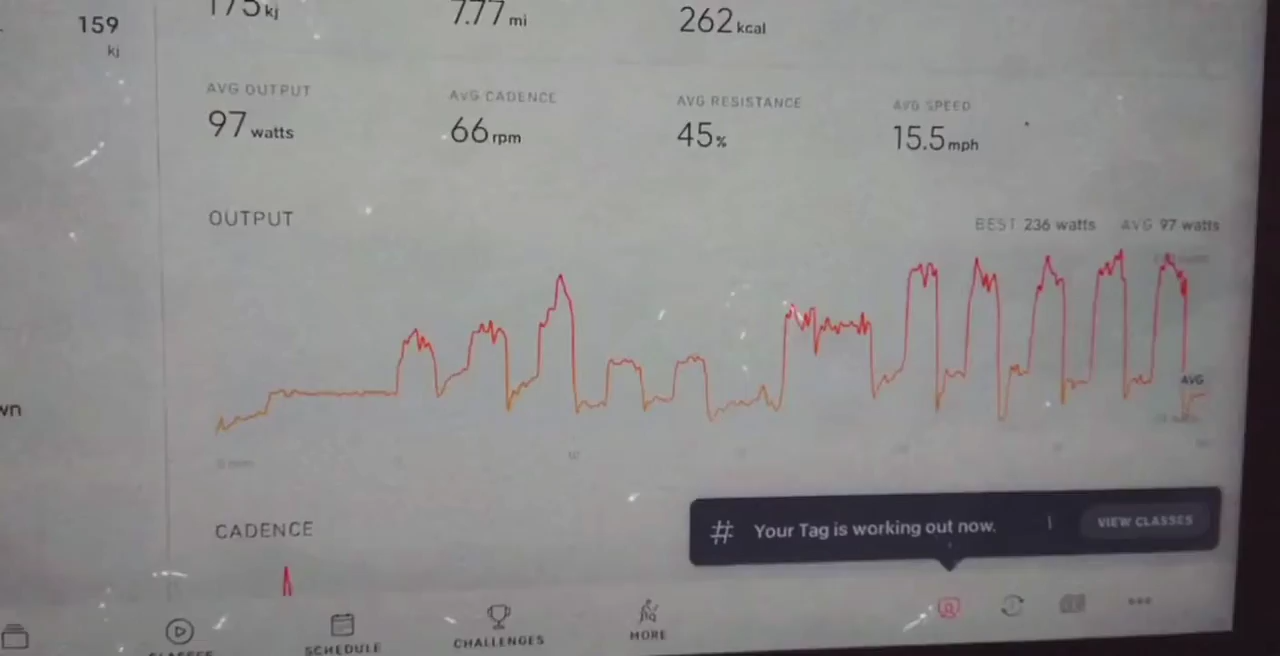 159
kj
175 kj
7.77 mi
262 kcal
AVG OUTPUT
97 watts
AVG CADENCE
66 rpm
AVG RESISTANCE
45%
AVG SPEED
15.5 mph
OUTPUT
BEST 236 watts AVG 97 watts
AVG
wn
CADENCE
# Your Tag is working out now.
VIEW CLASSES
CLASSES
SCHEDULE
CHALLENGES
MORE